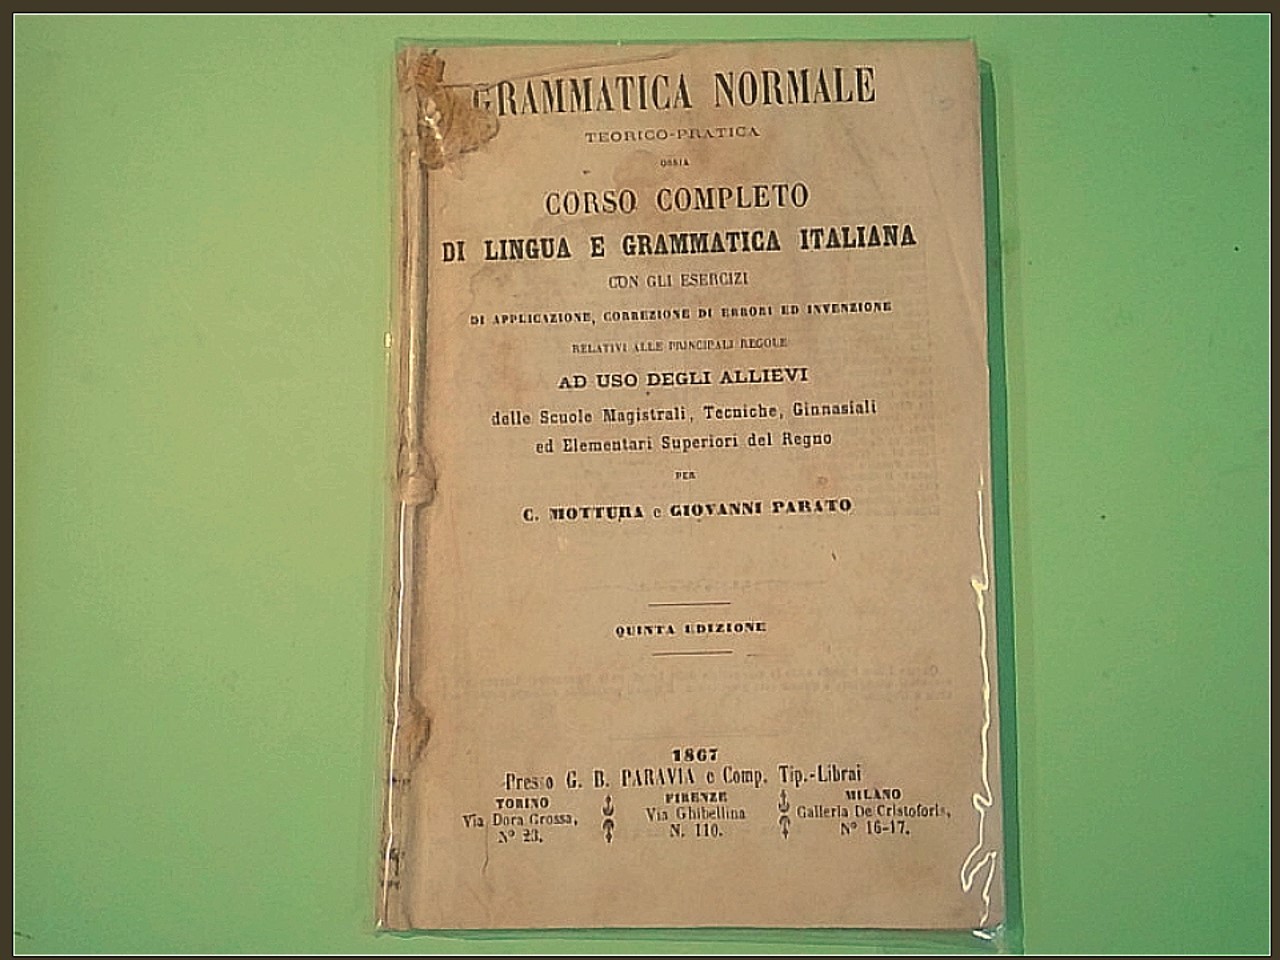 GRAMMATICA NORMALE
TEORICO-PRATICA
OSSIA
CORSO COMPLETO
DI LINGUA E GRAMMATICA ITALIANA
CON GLI ESERCIZI
DI APPLICAZIONE, CORREZIONE DI ERRORI ED INVENZIONE
RELATIVI ALLE PRINCIPALI REGOLE
AD USO DEGLI ALLIEVI
delle Scuole Magistrali, Tecniche, Ginnasiali
ed Elementari Superiori del Regno
PER
C. MOTTURA e GIOVANNI PARATO
QUINTA EDIZIONE
1867
Presso G. B. PARAVIA e Comp. Tip.-Librai
TORINO FIRENZE MILANO
Via Dora Grossa, Via Ghibellina Galleria De Cristoforis,
N° 23. N. 110. N° 16-17.